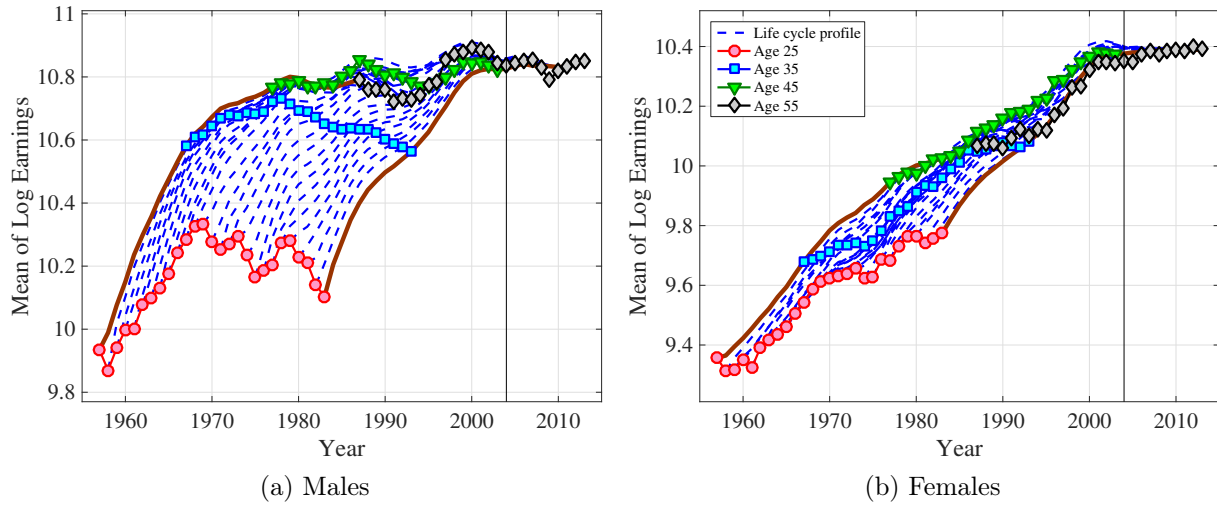 11
10.8
10.6
10.4
10.2
10
9.8
Mean of Log Earnings
1960 1970 1980 1990 2000 2010
Year
(a) Males
Life cycle profile
Age 25
Age 35
Age 45
Age 55
10.4
10.2
10
9.8
9.6
9.4
Mean of Log Earnings
1960 1970 1980 1990 2000 2010
Year
(b) Females